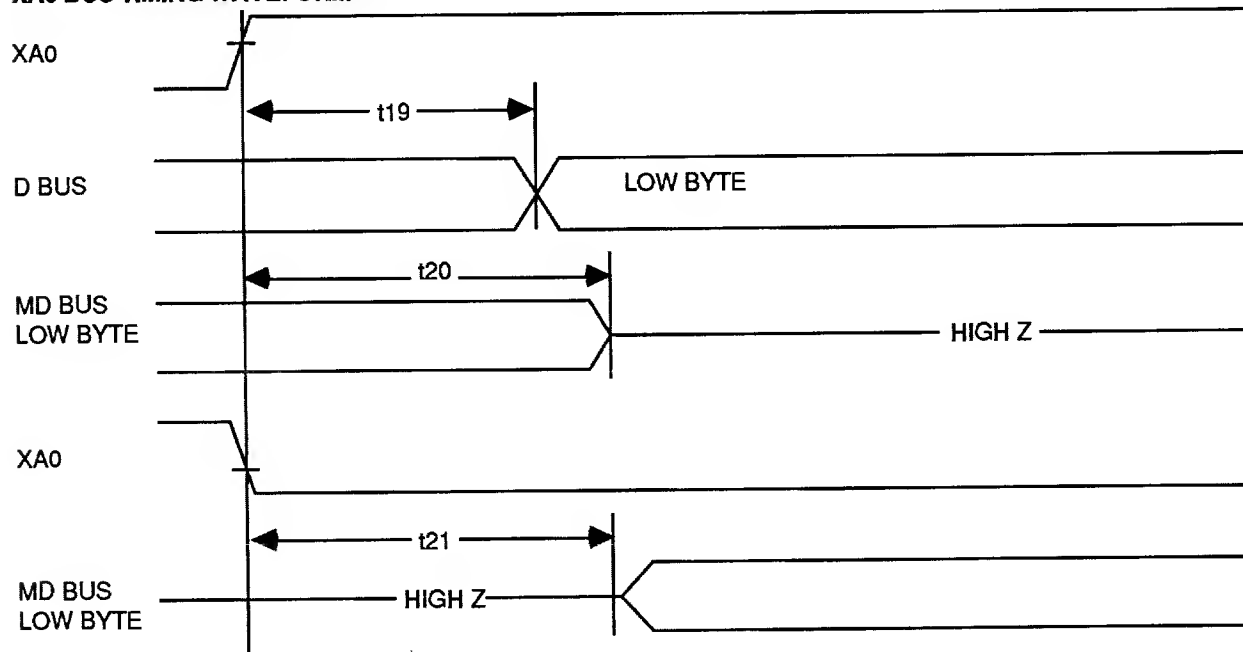 XA0
t19
D BUS
LOW BYTE
t20
MD BUS
LOW BYTE
HIGH Z
XA0
t21
MD BUS
LOW BYTE
HIGH Z